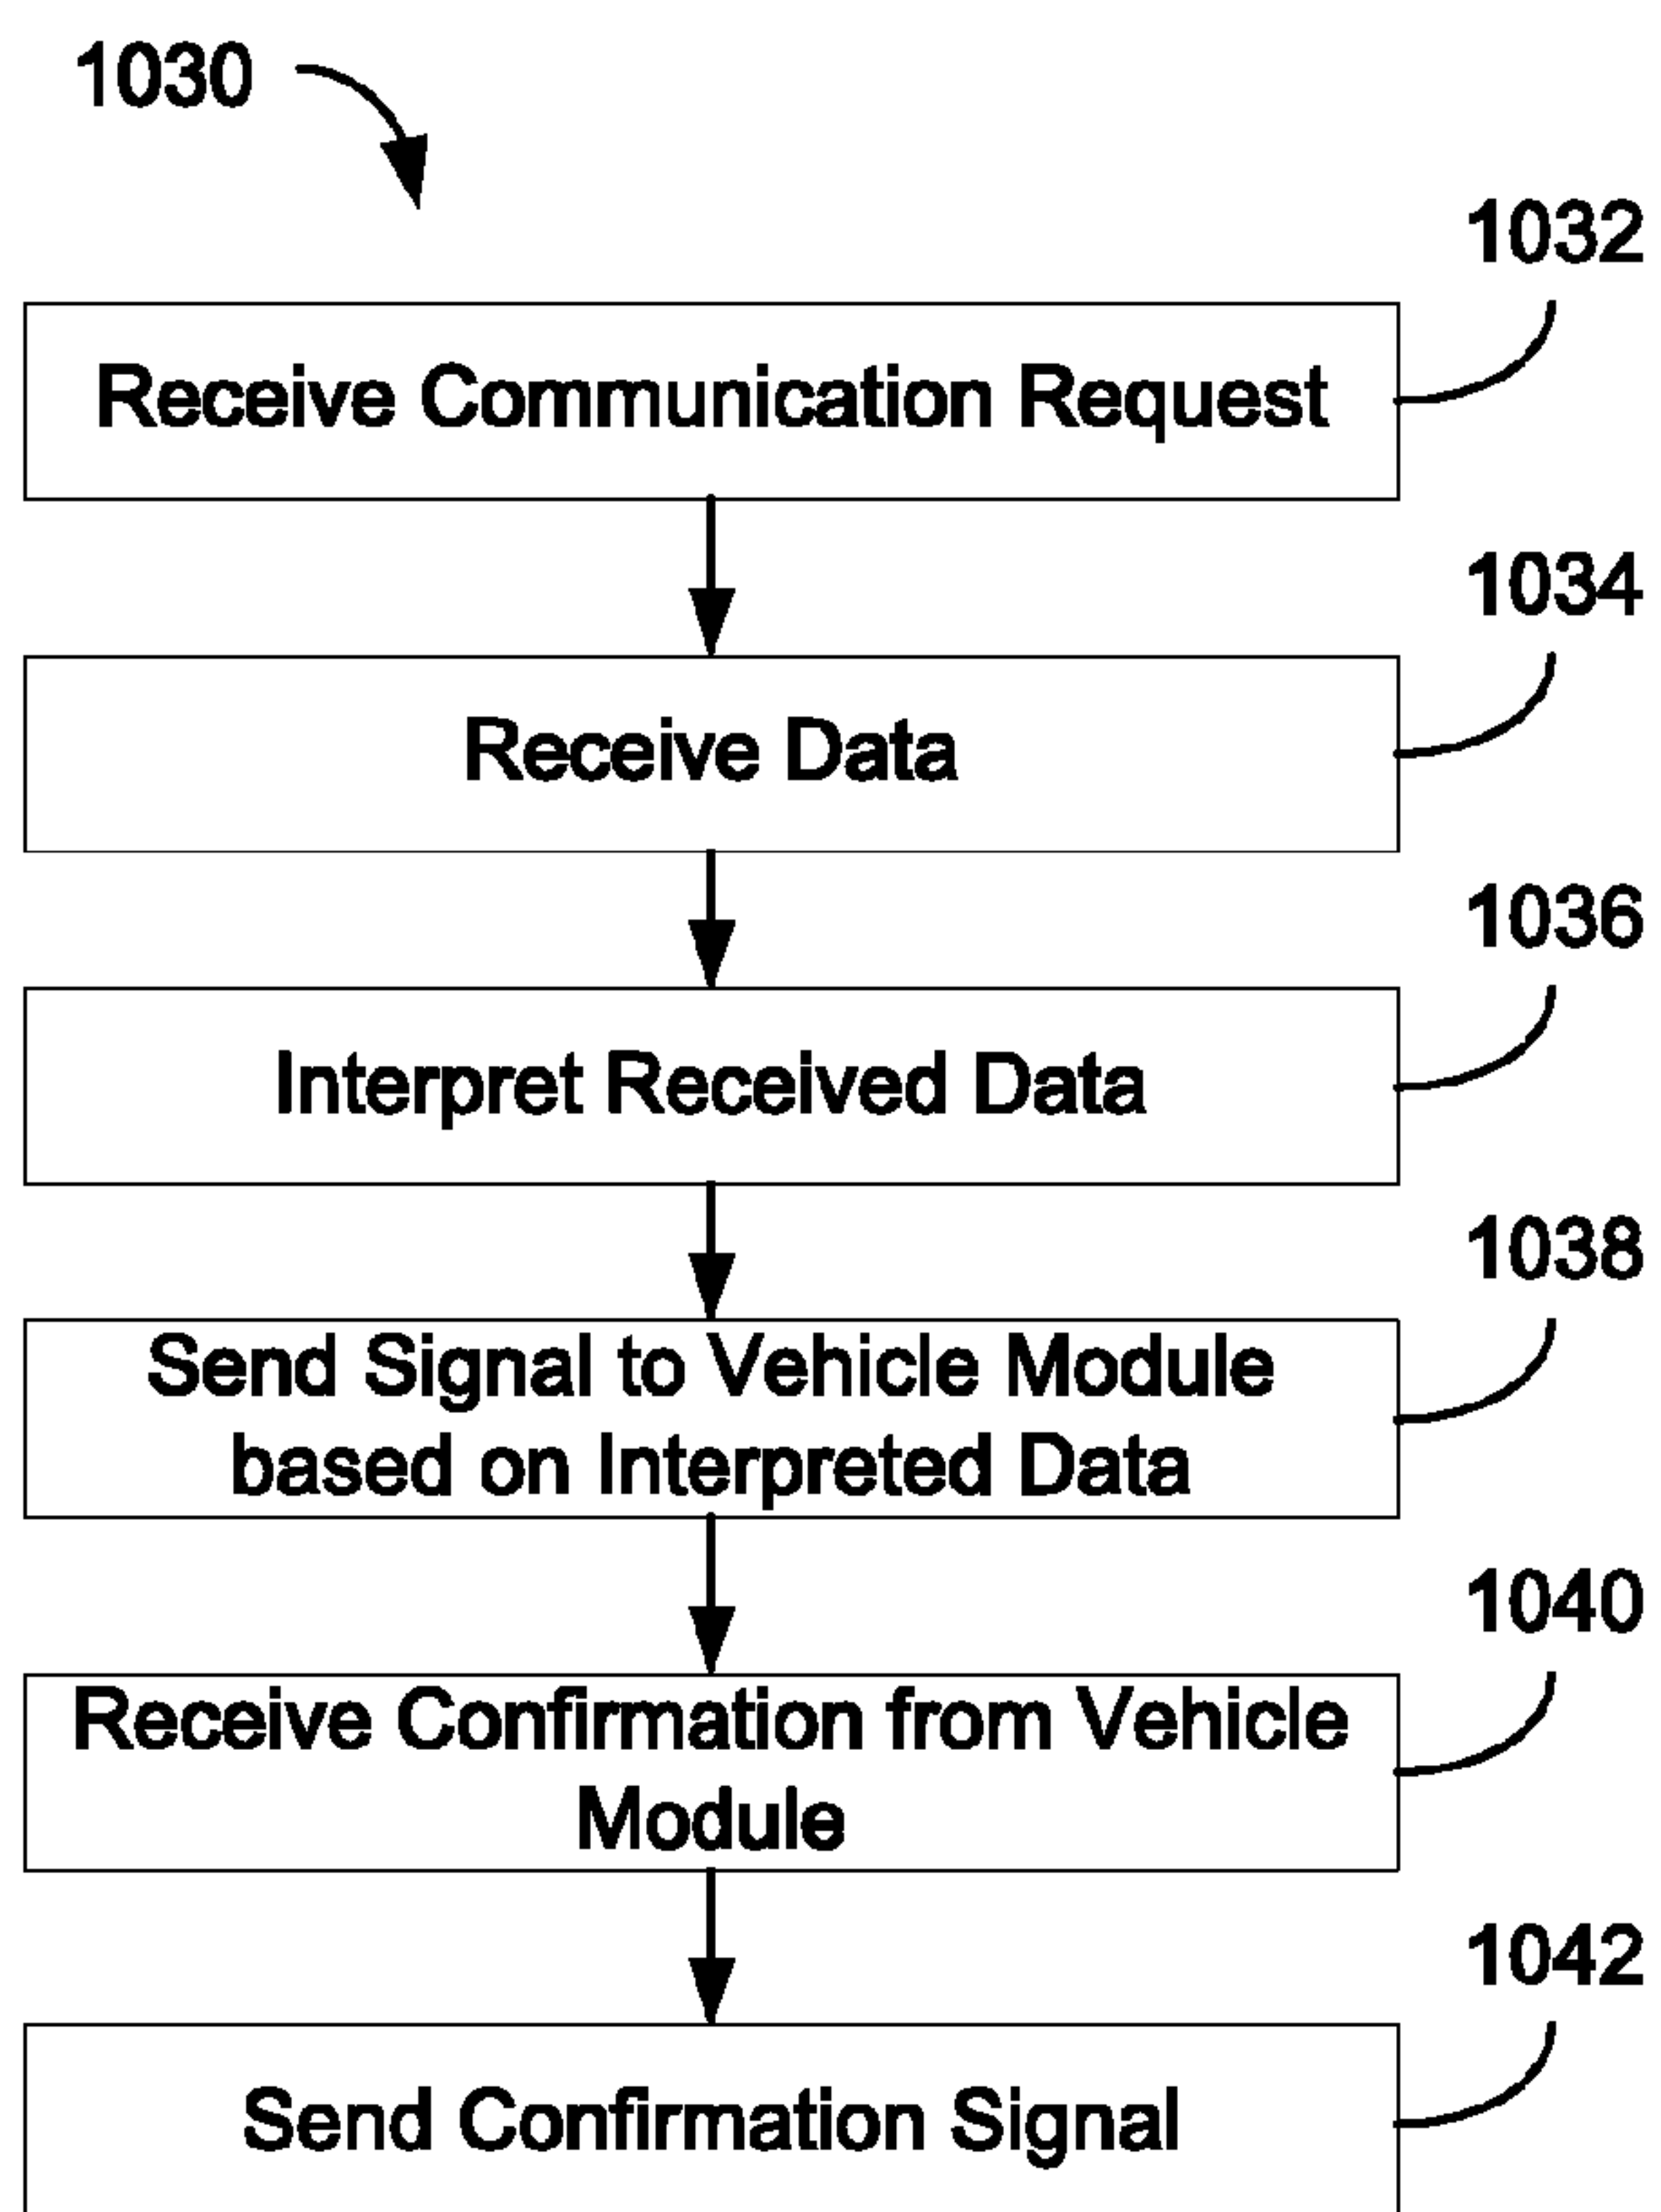 1030
1032
Receive Communication Request
1034
Receive Data
1036
Interpret Received Data
1038
Send Signal to Vehicle Module
based on Interpreted Data
1040
Receive Confirmation from Vehicle
Module
1042
Send Confirmation Signal